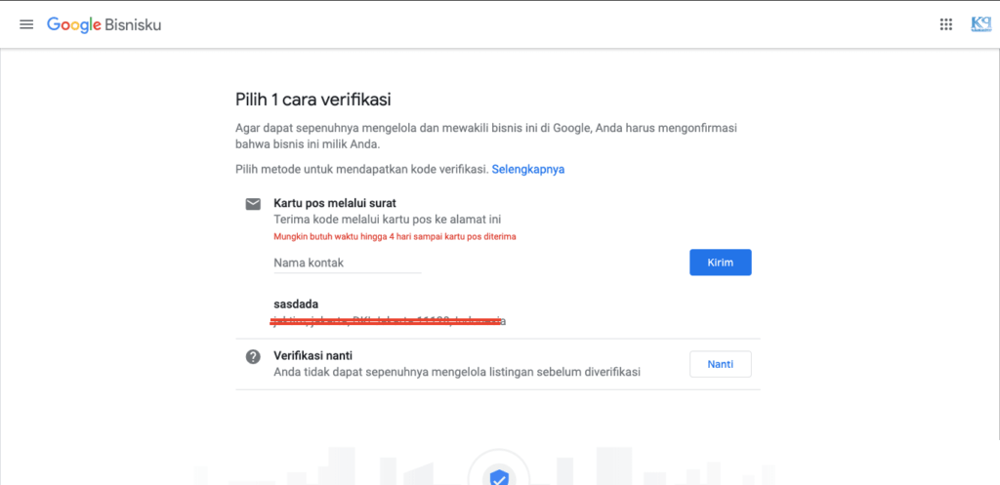 Google Bisnisku
Pilih 1 cara verifikasi
Agar dapat sepenuhnya mengelola dan mewakili bisnis ini di Google, Anda harus mengonfirmasi
bahwa bisnis ini milik Anda.
Pilih metode untuk mendapatkan kode verifikasi. Selengkapnya
Kartu pos melalui surat
Terima kode melalui kartu pos ke alamat ini
Mungkin butuh waktu hingga 4 hari sampai kartu pos diterima
Nama kontak
Kirim
sasdada
Verifikasi nanti
Anda tidak dapat sepenuhnya mengelola listingan sebelum diverifikasi
Nanti